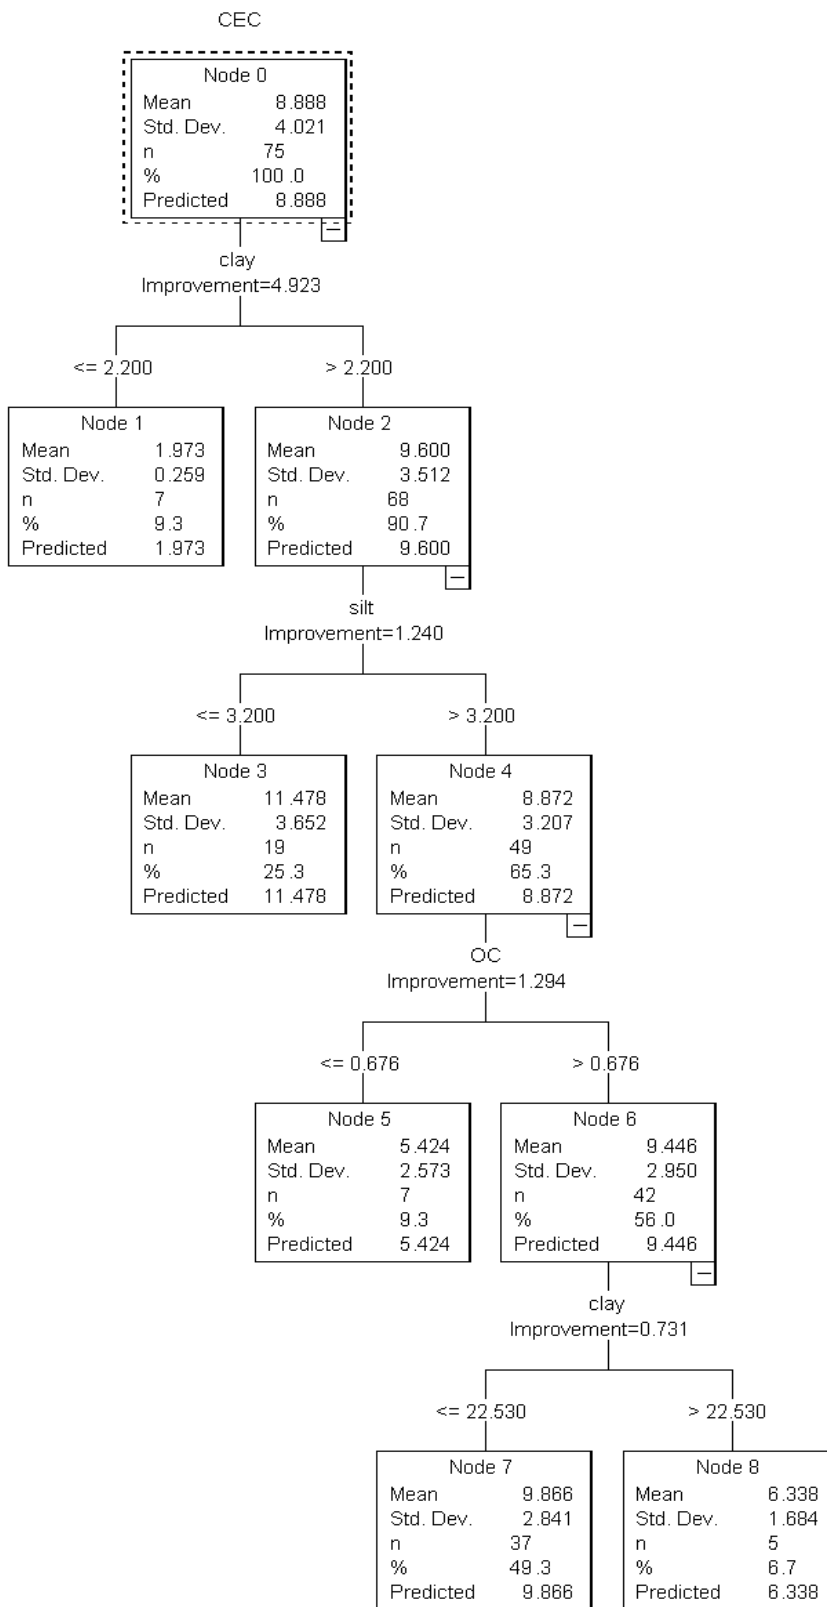 CEC
Node 0
Mean 8.888
Std. Dev. 4.021
n 75
% 100.0
Predicted 8.888
clay
Improvement=4.923
<= 2.200 > 2.200
Node 1
Mean 1.973
Std. Dev. 0.259
n 7
% 9.3
Predicted 1.973
Node 2
Mean 9.600
Std. Dev. 3.512
n 68
% 90.7
Predicted 9.600
silt
Improvement=1.240
<= 3.200 > 3.200
Node 3
Mean 11.478
Std. Dev. 3.652
n 19
% 25.3
Predicted 11.478
Node 4
Mean 8.872
Std. Dev. 3.207
n 49
% 65.3
Predicted 8.872
OC
Improvement=1.294
<= 0.676 > 0.676
Node 5
Mean 5.424
Std. Dev. 2.573
n 7
% 9.3
Predicted 5.424
Node 6
Mean 9.446
Std. Dev. 2.950
n 42
% 56.0
Predicted 9.446
clay
Improvement=0.731
<= 22.530 > 22.530
Node 7
Mean 9.866
Std. Dev. 2.841
n 37
% 49.3
Predicted 9.866
Node 8
Mean 6.338
Std. Dev. 1.684
n 5
% 6.7
Predicted 6.338